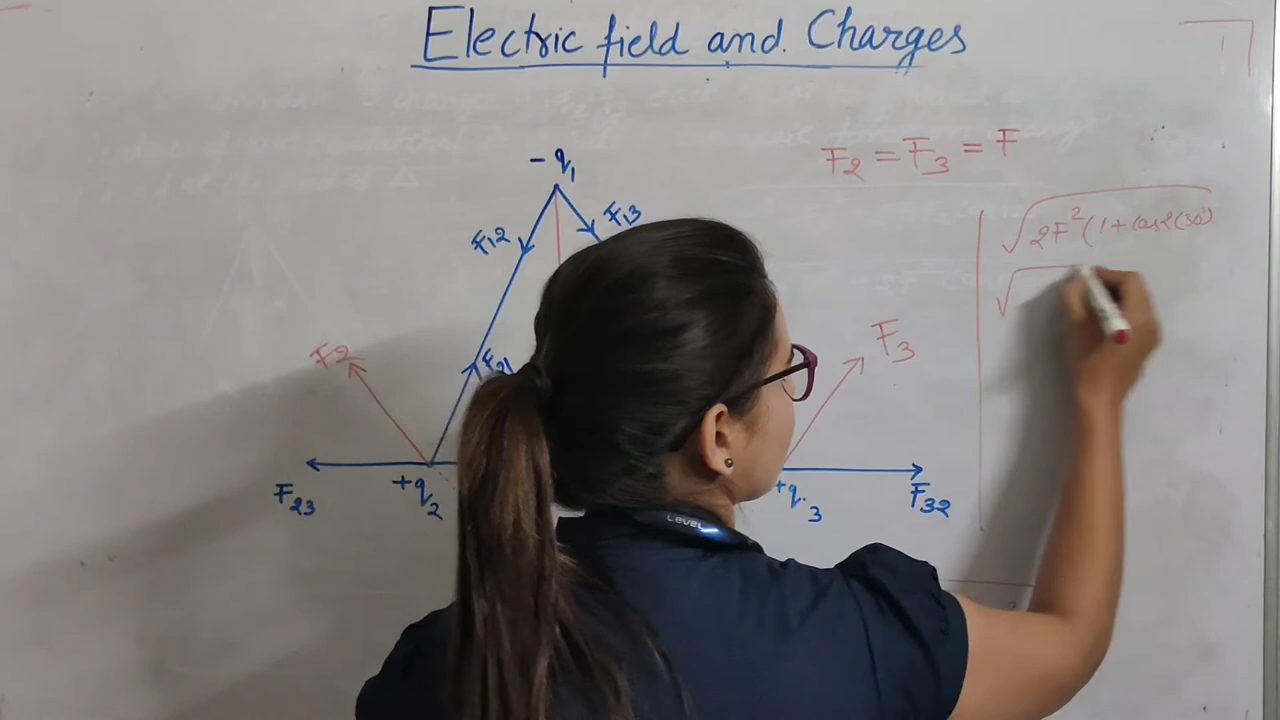 Electric field and Charges
F₂ = F₃ = F
- q₁
F₁₂
F₁₃
√2F²(1 + cos2(30°)
√
F₂
F₂₁
F₃
F₂₃
+q₂
+q₃
F₃₂
Level